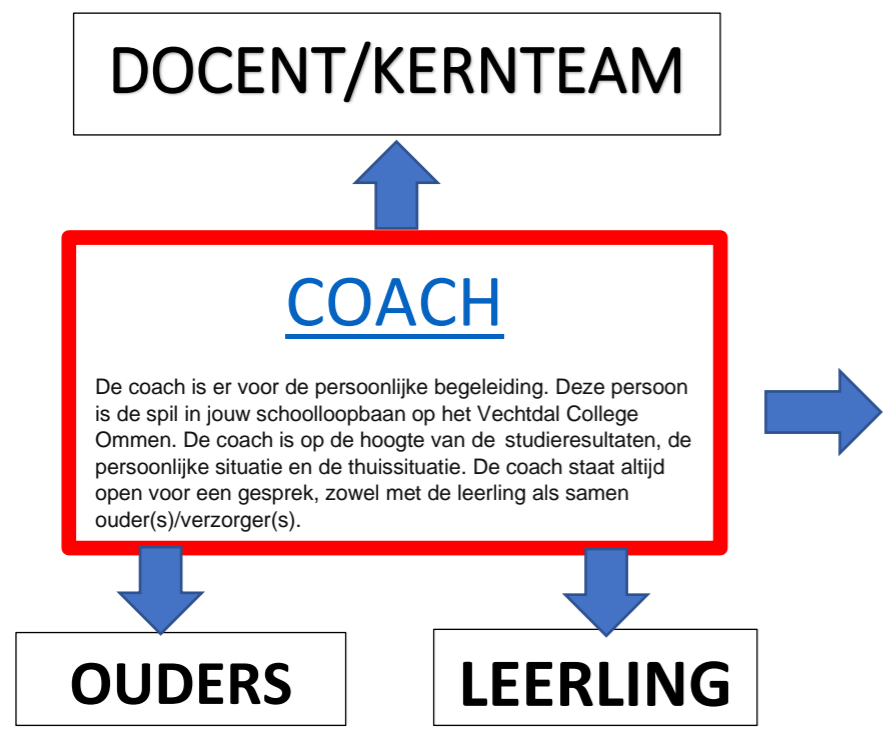 DOCENT/KERNTEAM
COACH
De coach is er voor de persoonlijke begeleiding. Deze persoon
is de spil in jouw schoolloopbaan op het Vechtdal College
Ommen. De coach is op de hoogte van de studieresultaten, de
persoonlijke situatie en de thuissituatie. De coach staat altijd
open voor een gesprek, zowel met de leerling als samen
ouder(s)/verzorger(s).
OUDERS
LEERLING